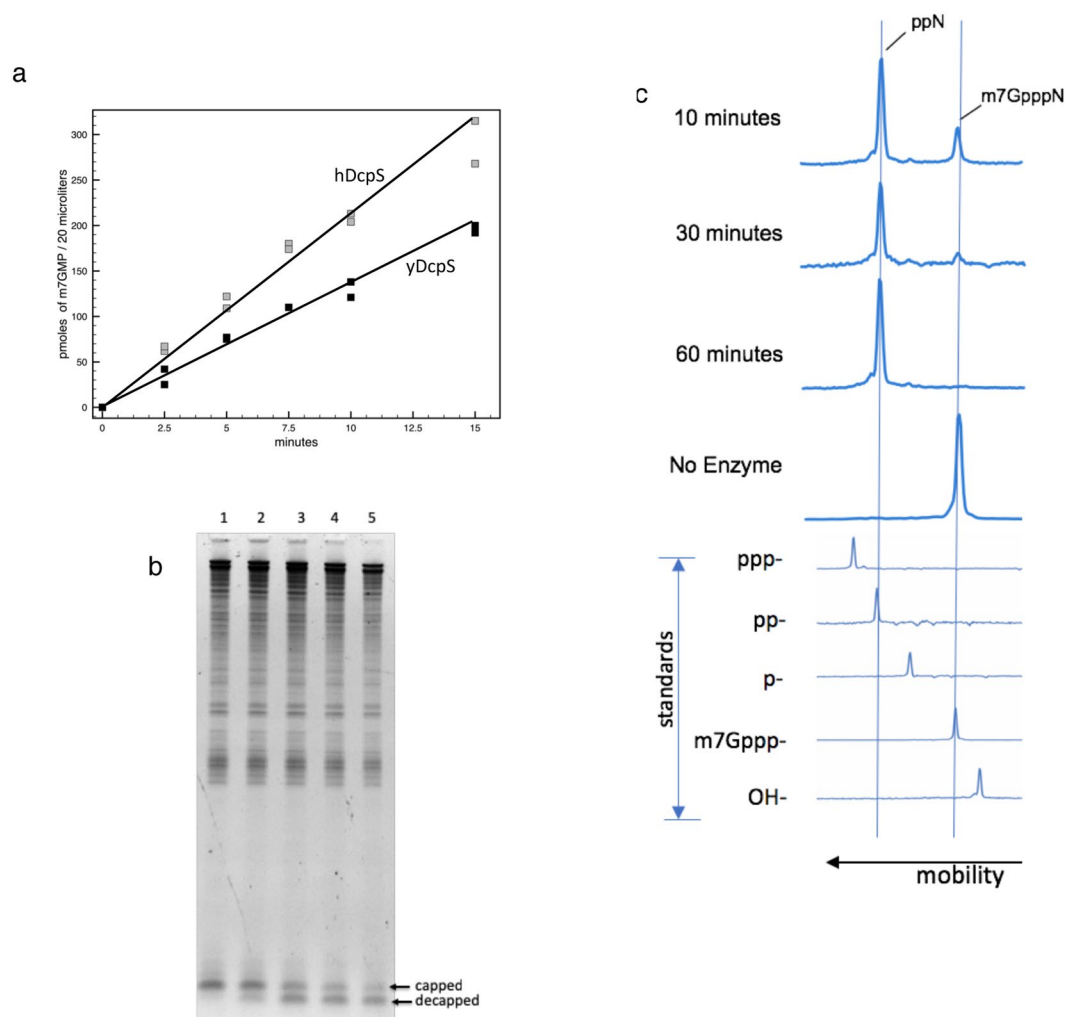 a
pmoles of m7GMP / 20 microliters
300
250
200
150
100
50
0
hDcpS
yDcpS
0 2.5 5 7.5 10 12.5 15
minutes
b
1 2 3 4 5
capped
decapped
c
ppN
m7GpppN
10 minutes
30 minutes
60 minutes
No Enzyme
standards
ppp-
pp-
p-
m7Gppp-
OH-
mobility